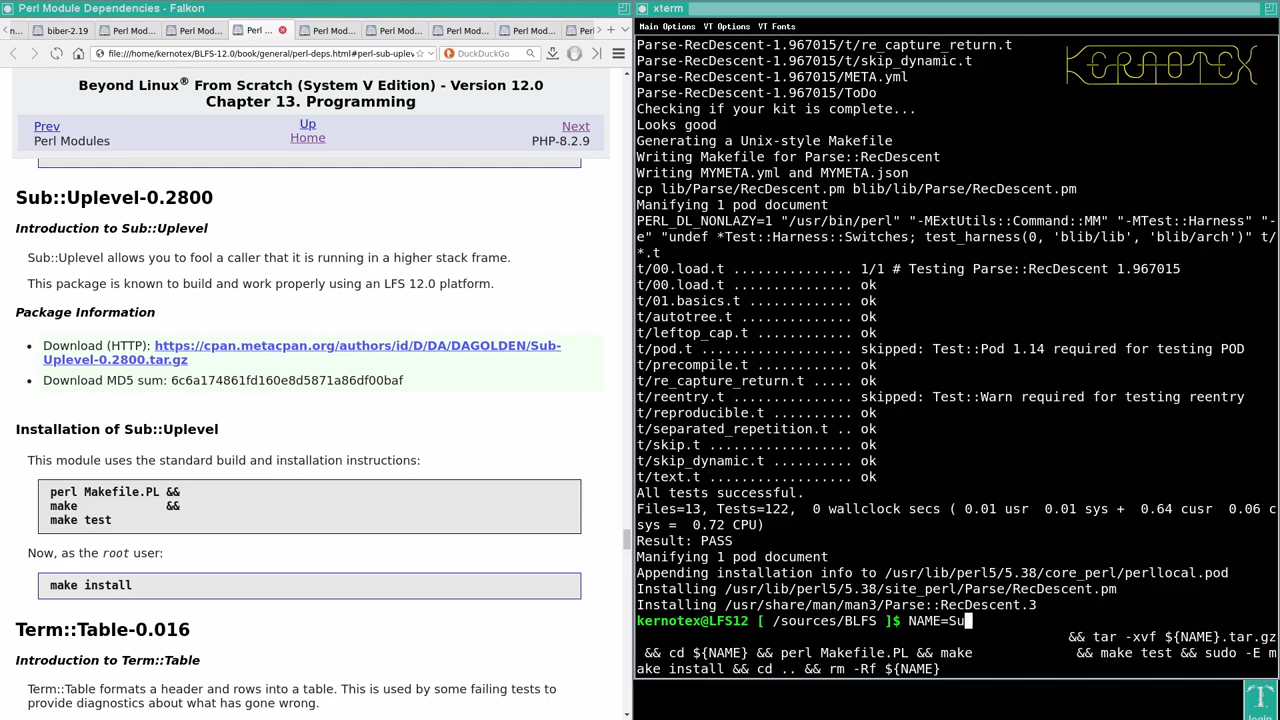 Perl Module Dependencies - Falkon
biber-2.19
Perl Mod...
Perl Mod...
Perl ...
Perl Mod...
Perl Mod...
Perl Mod...
Perl Mod...
file:///home/kernotex/BLFS-12.0/book/general/perl-deps.html#perl-sub-uplev
DuckDuckGo
Beyond Linux® From Scratch (System V Edition) - Version 12.0
Chapter 13. Programming
Prev
Up
Next
Perl Modules
Home
PHP-8.2.9
Sub::Uplevel-0.2800
Introduction to Sub::Uplevel
Sub::Uplevel allows you to fool a caller that it is running in a higher stack frame.
This package is known to build and work properly using an LFS 12.0 platform.
Package Information
• Download (HTTP): https://cpan.metacpan.org/authors/id/D/DA/DAGOLDEN/Sub-
Uplevel-0.2800.tar.gz
• Download MD5 sum: 6c6a174861fd160e8d5871a86df00baf
Installation of Sub::Uplevel
This module uses the standard build and installation instructions:
perl Makefile.PL &&
make             &&
make test
Now, as the root user:
make install
Term::Table-0.016
Introduction to Term::Table
Term::Table formats a header and rows into a table. This is used by some failing tests to
provide diagnostics about what has gone wrong.
xterm
Main Options  VT Options  VT Fonts
KERNOTEX
Parse-RecDescent-1.967015/t/re_capture_return.t
Parse-RecDescent-1.967015/t/skip_dynamic.t
Parse-RecDescent-1.967015/META.yml
Parse-RecDescent-1.967015/ToDo
Checking if your kit is complete...
Looks good
Generating a Unix-style Makefile
Writing Makefile for Parse::RecDescent
Writing MYMETA.yml and MYMETA.json
cp lib/Parse/RecDescent.pm blib/lib/Parse/RecDescent.pm
Manifying 1 pod document
PERL_DL_NONLAZY=1 "/usr/bin/perl" "-MExtUtils::Command::MM" "-MTest::Harness" "-
e" "undef *Test::Harness::Switches; test_harness(0, 'blib/lib', 'blib/arch')" t/
*.t
t/00.load.t ............... 1/1 # Testing Parse::RecDescent 1.967015
t/00.load.t ............... ok
t/01.basics.t ............. ok
t/autotree.t .............. ok
t/leftop_cap.t ............ ok
t/pod.t ................... skipped: Test::Pod 1.14 required for testing POD
t/precompile.t ............ ok
t/re_capture_return.t ..... ok
t/reentry.t ............... skipped: Test::Warn required for testing reentry
t/reproducible.t .......... ok
t/separated_repetition.t .. ok
t/skip.t .................. ok
t/skip_dynamic.t .......... ok
t/text.t .................. ok
All tests successful.
Files=13, Tests=122,  0 wallclock secs ( 0.01 usr  0.01 sys +  0.64 cusr  0.06 c
sys =  0.72 CPU)
Result: PASS
Manifying 1 pod document
Appending installation info to /usr/lib/perl5/5.38/core_perl/perllocal.pod
Installing /usr/lib/perl5/5.38/site_perl/Parse/RecDescent.pm
Installing /usr/share/man/man3/Parse::RecDescent.3
kernotex@LFS12 [ /sources/BLFS ]$ NAME=Su
&& tar -xvf ${NAME}.tar.gz
&& cd ${NAME} && perl Makefile.PL && make             && make test && sudo -E m
ake install && cd .. && rm -Rf ${NAME}
login